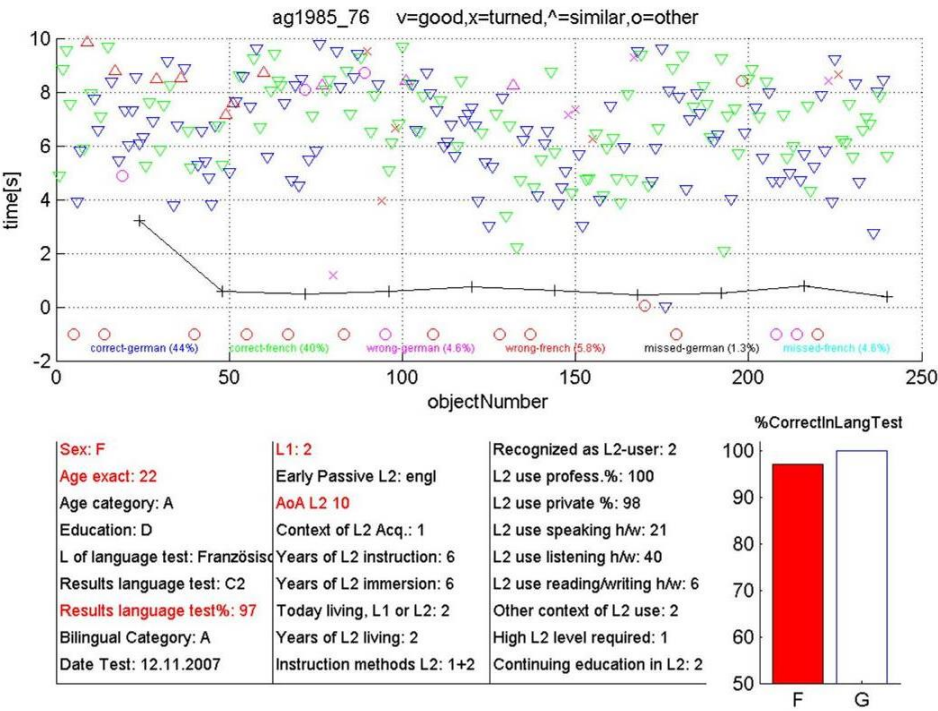 ag1985_76 v=good,x=turned,^=similar,o=other
10
8
6
4
2
0
-2
time[s]
correct-german (44%) correct-french (40%) wrong-german (4.6%) wrong-french (5.8%) missed-german (1.3%) missed-french (4.6%)
0 50 100 150 200 250
objectNumber
Sex: F
Age exact: 22
Age category: A
Education: D
L of language test: Französisc
Results language test: C2
Results language test%: 97
Bilingual Category: A
Date Test: 12.11.2007
L1: 2
Early Passive L2: engl
AoA L2 10
Context of L2 Acq.: 1
Years of L2 instruction: 6
Years of L2 immersion: 6
Today living, L1 or L2: 2
Years of L2 living: 2
Instruction methods L2: 1+2
Recognized as L2-user: 2
L2 use profess.%: 100
L2 use private %: 98
L2 use speaking h/w: 21
L2 use listening h/w: 40
L2 use reading/writing h/w: 6
Other context of L2 use: 2
High L2 level required: 1
Continuing education in L2: 2
%CorrectInLangTest
100
90
80
70
60
50
F G